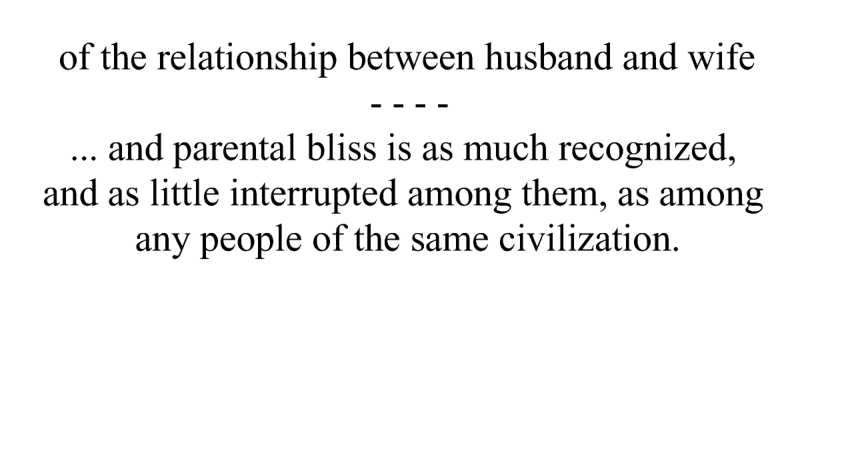 of the relationship between husband and wife
- - - -
... and parental bliss is as much recognized,
and as little interrupted among them, as among
any people of the same civilization.